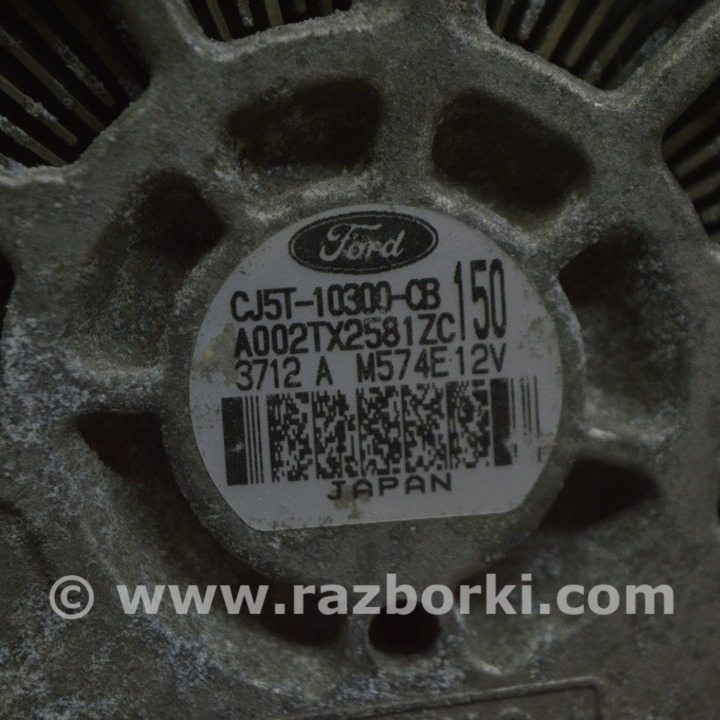 Ford
CJ5T-10300-CB 150
A002TX2581ZC
3712 A M574E 12V
JAPAN
© www.razborki.com